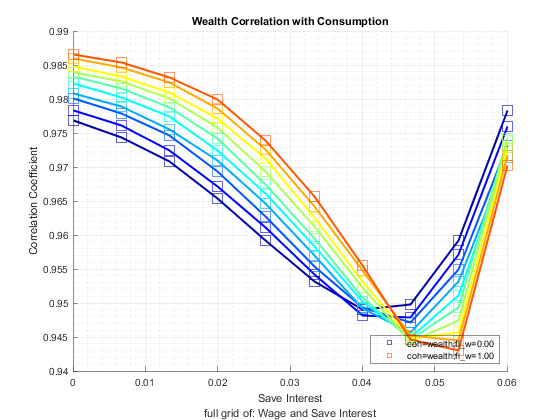 Wealth Correlation with Consumption
0.99
0.985
0.98
0.975
0.97
0.965
0.96
0.955
0.95
0.945
0.94
Correlation Coefficient
coh=wealth:fl_w=0.00
coh=wealth:fl_w=1.00
0 0.01 0.02 0.03 0.04 0.05 0.06
Save Interest
full grid of: Wage and Save Interest